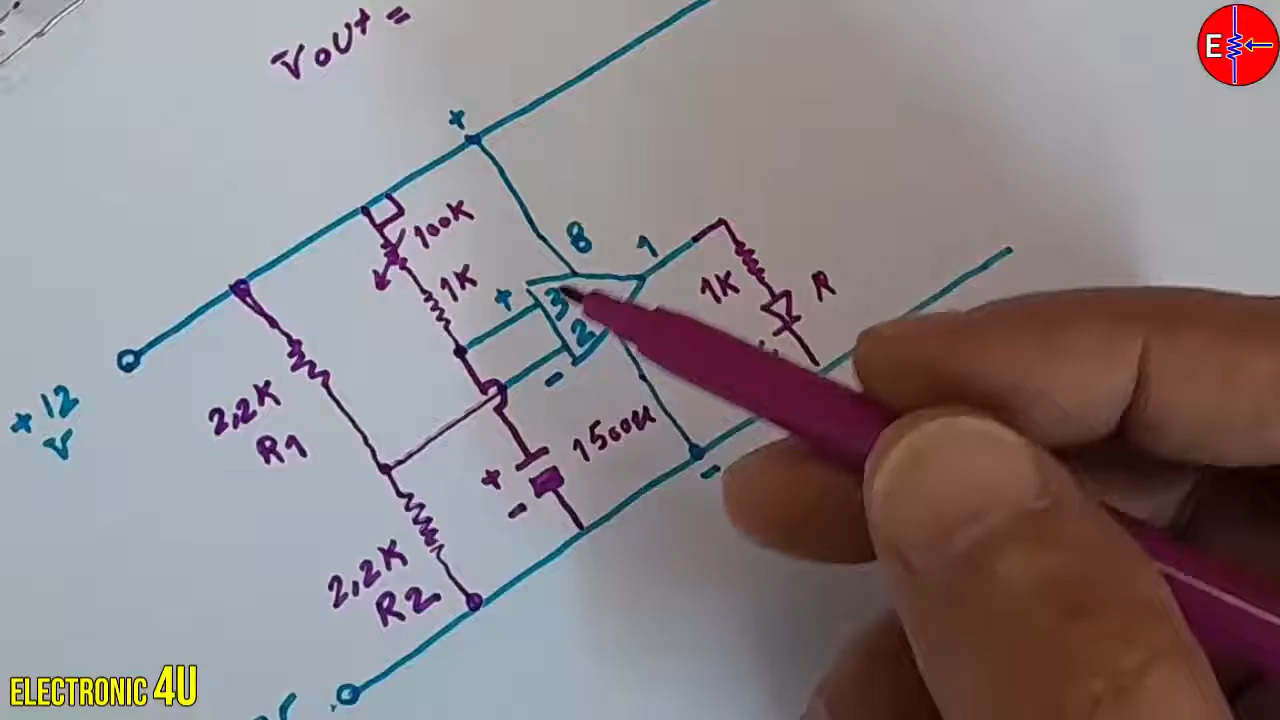 VOUT =
E
+
100K
8
1
1K
+
3
1K
R
2
-
+12
V
2,2K
R1
1500u
+
-
-
2,2K
R2
ELECTRONIC 4U